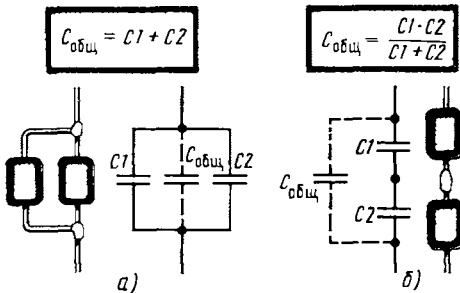 Cобщ = C1 + C2
Cобщ = C1·C2 / C1+C2
C1
Cобщ
C2
C1
Cобщ
C2
а)
б)